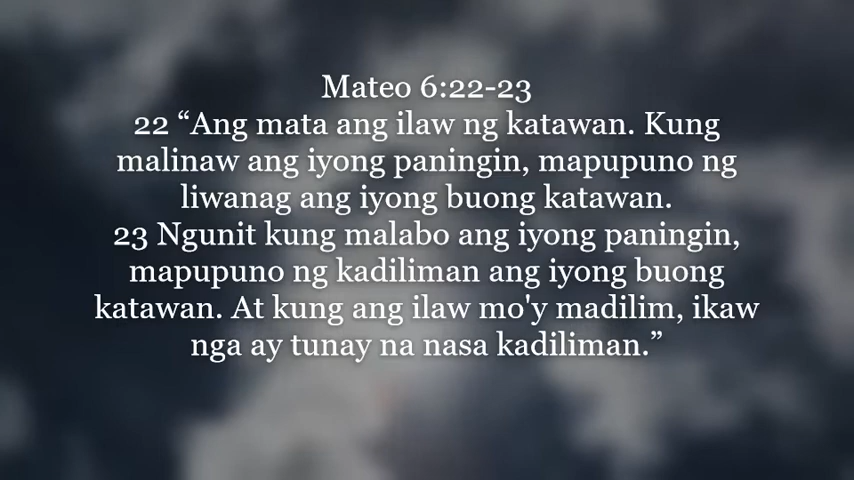 Mateo 6:22-23
22 “Ang mata ang ilaw ng katawan. Kung
malinaw ang iyong paningin, mapupuno ng
liwanag ang iyong buong katawan.
23 Ngunit kung malabo ang iyong paningin,
mapupuno ng kadiliman ang iyong buong
katawan. At kung ang ilaw mo'y madilim, ikaw
nga ay tunay na nasa kadiliman.”